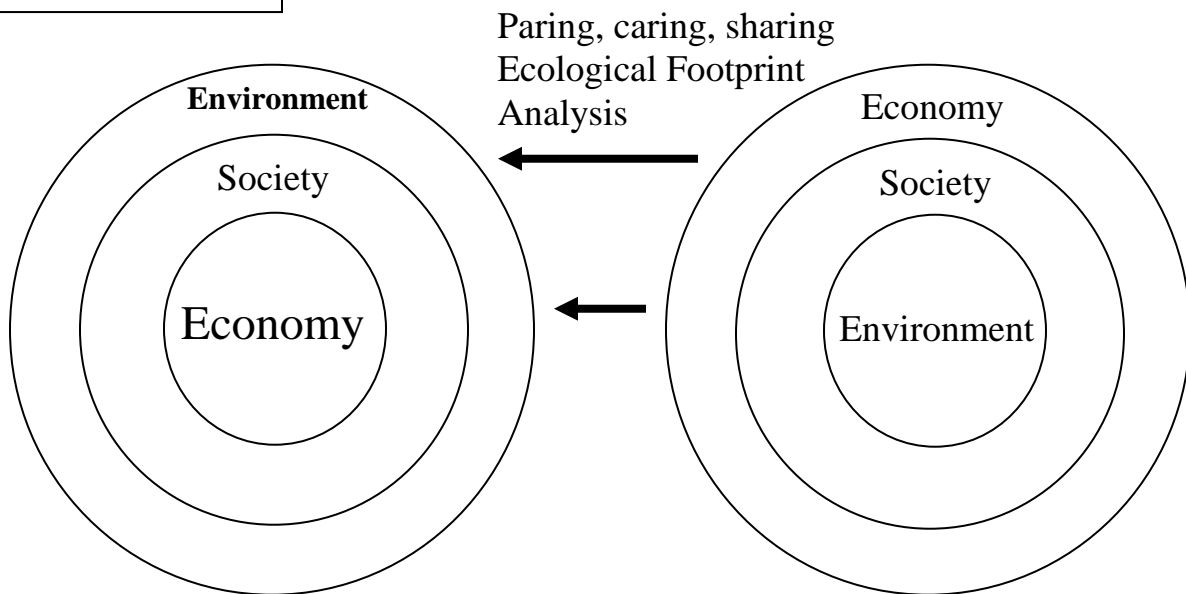 Paring, caring, sharing
Ecological Footprint
Analysis
Environment
Society
Economy
Economy
Society
Environment